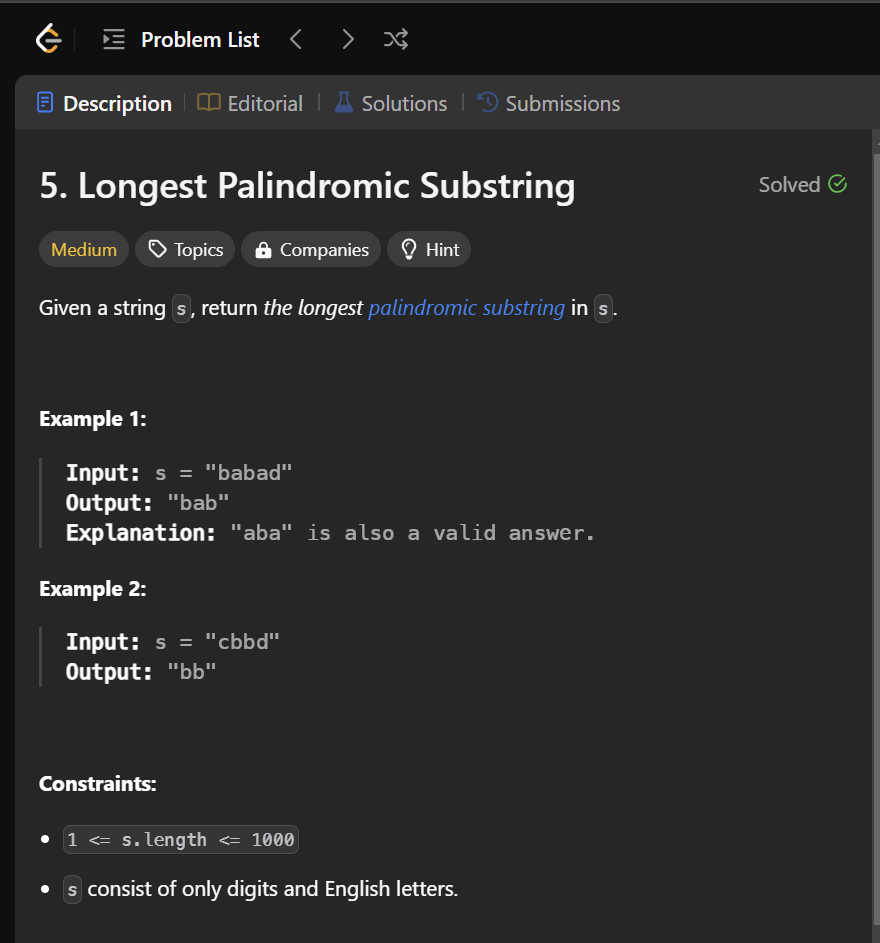 Problem List
Description | Editorial | Solutions | Submissions
5. Longest Palindromic Substring Solved
Medium Topics Companies Hint
Given a string s, return the longest palindromic substring in s.
Example 1:
Input: s = "babad"
Output: "bab"
Explanation: "aba" is also a valid answer.
Example 2:
Input: s = "cbbd"
Output: "bb"
Constraints:
• 1 <= s.length <= 1000
• s consist of only digits and English letters.